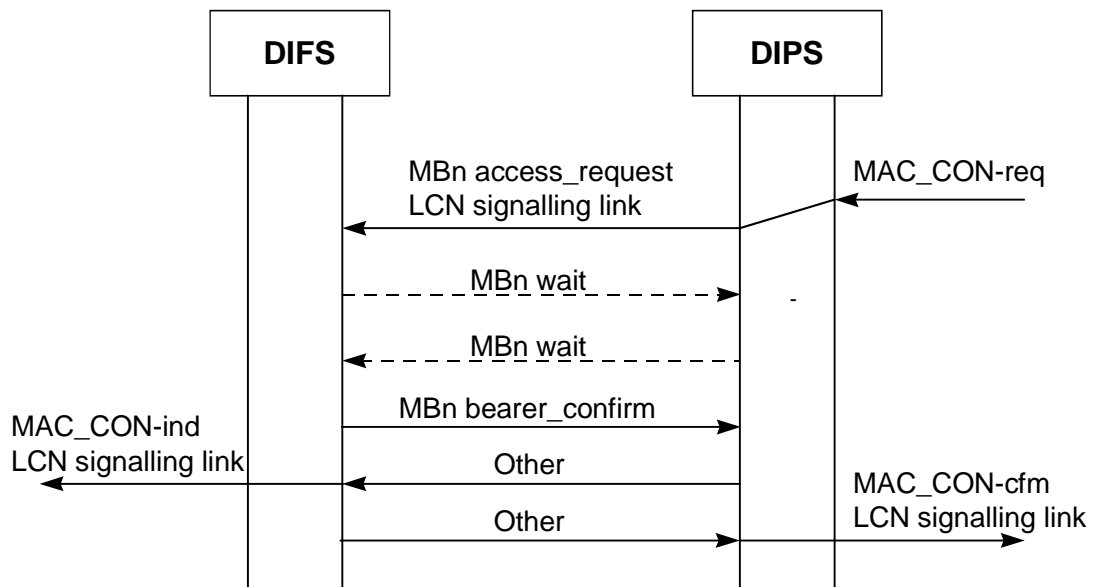 DIFS
DIPS
MBn access_request
LCN signalling link
MAC_CON-req
MBn wait
-
MBn wait
MBn bearer_confirm
MAC_CON-ind
LCN signalling link
Other
MAC_CON-cfm
LCN signalling link
Other